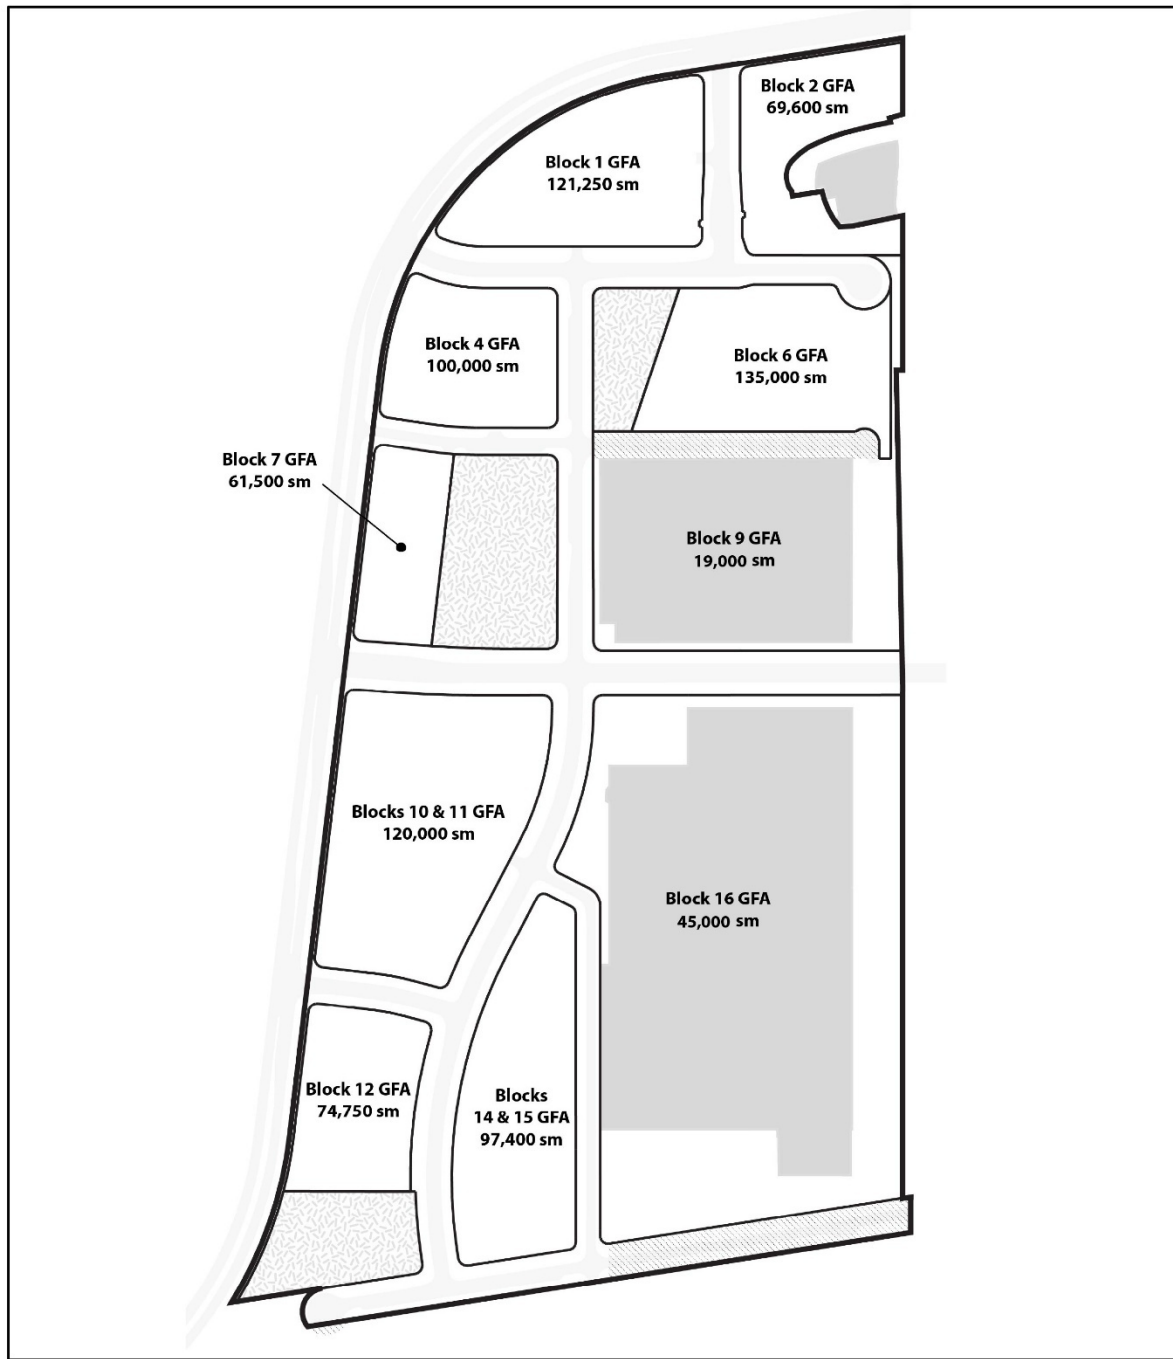 Block 2 GFA
69,600 sm
Block 1 GFA
121,250 sm
Block 4 GFA
100,000 sm
Block 6 GFA
135,000 sm
Block 7 GFA
61,500 sm
Block 9 GFA
19,000 sm
Blocks 10 & 11 GFA
120,000 sm
Block 16 GFA
45,000 sm
Block 12 GFA
74,750 sm
Blocks
14 & 15 GFA
97,400 sm